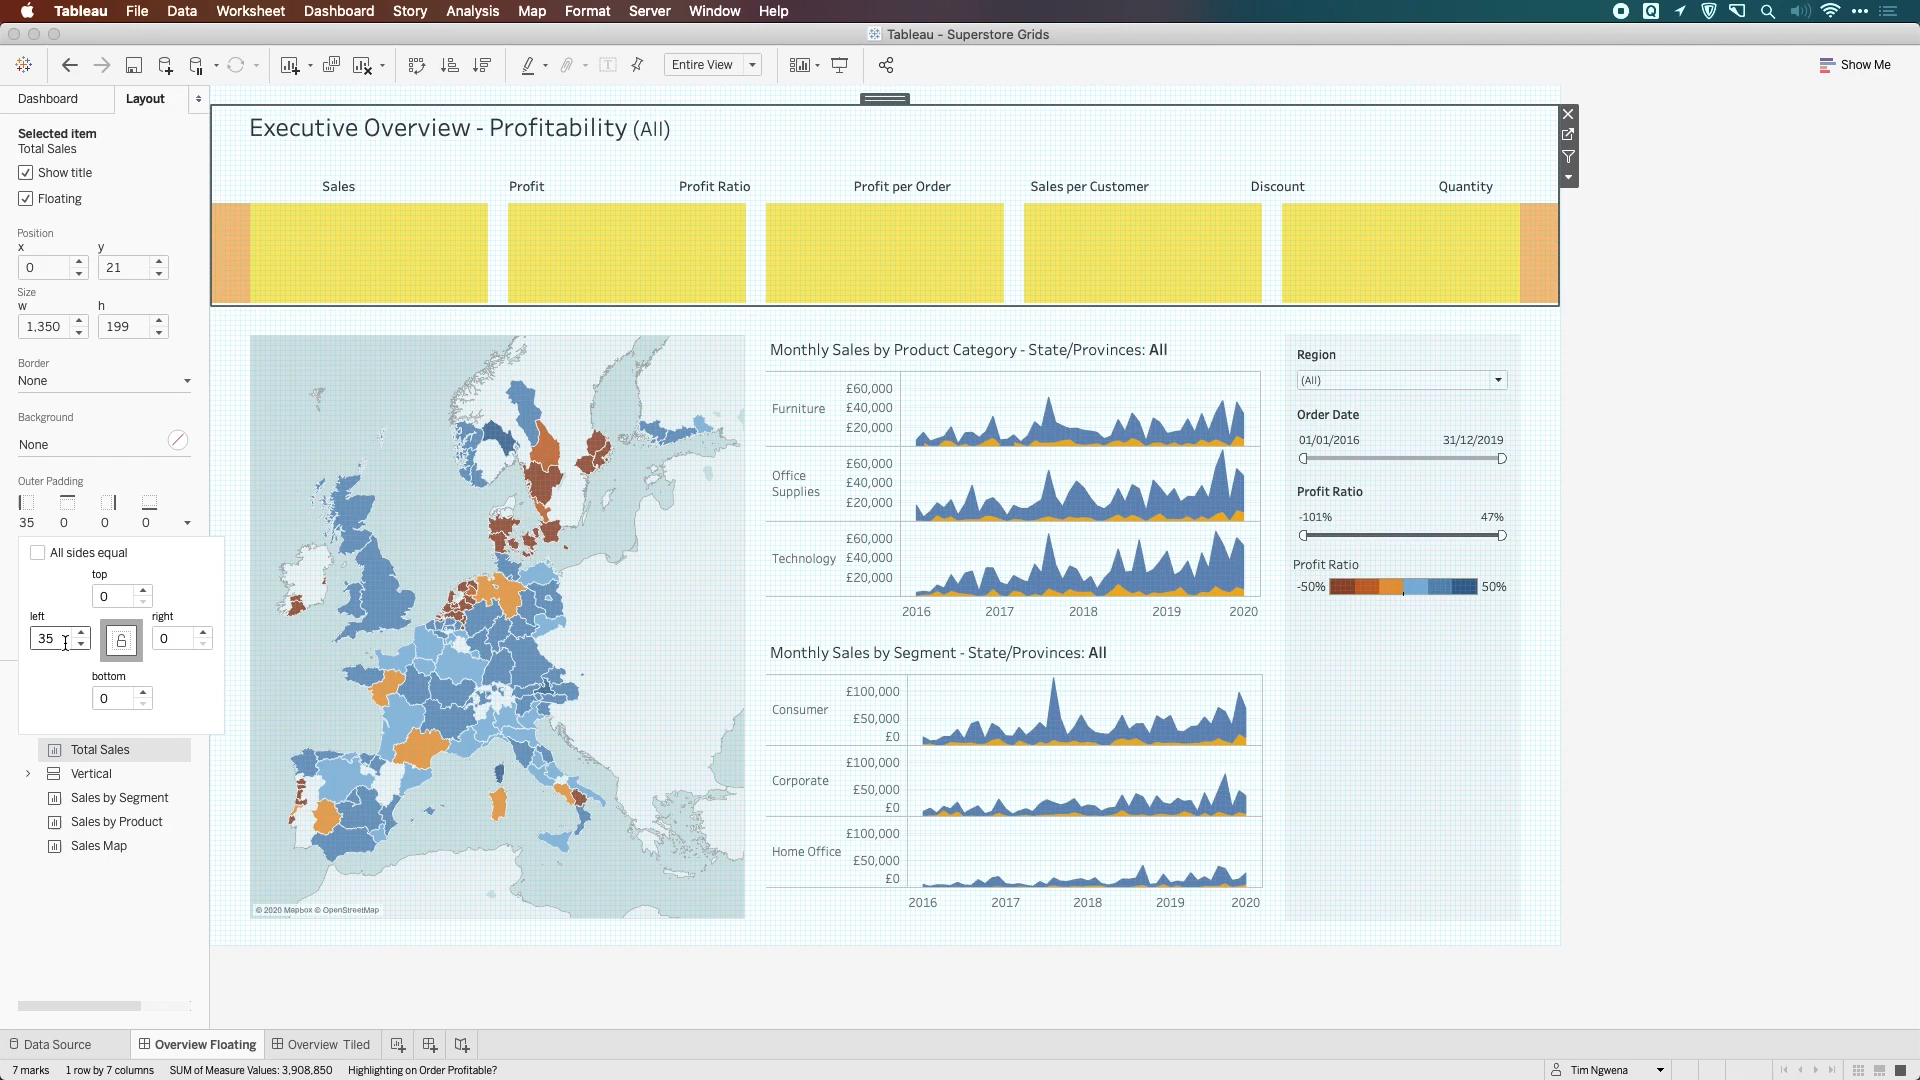 Tableau File Data Worksheet Dashboard Story Analysis Map Format Server Window Help
Tableau - Superstore Grids
Entire View
Show Me
Dashboard Layout
Selected item
Total Sales
Show title
Floating
Position
x y
0 21
Size
w h
1,350 199
Border
None
Background
None
Outer Padding
35 0 0 0
All sides equal
top
0
left right
35 0
bottom
0
Total Sales
Vertical
Sales by Segment
Sales by Product
Sales Map
Executive Overview - Profitability (All)
Sales Profit Profit Ratio Profit per Order Sales per Customer Discount Quantity
© 2020 Mapbox © OpenStreetMap
Monthly Sales by Product Category - State/Provinces: All
£60,000
Furniture £40,000
£20,000
£60,000
Office
Supplies
£40,000
£20,000
£60,000
Technology £40,000
£20,000
2016 2017 2018 2019 2020
Monthly Sales by Segment - State/Provinces: All
£100,000
Consumer £50,000
£0
£100,000
Corporate £50,000
£0
£100,000
Home Office £50,000
£0
2016 2017 2018 2019 2020
Region
(All)
Order Date
01/01/2016 31/12/2019
Profit Ratio
-101% 47%
Profit Ratio
-50% 50%
Data Source Overview Floating Overview Tiled
7 marks 1 row by 7 columns SUM of Measure Values: 3,908,850 Highlighting on Order Profitable? Tim Ngwena